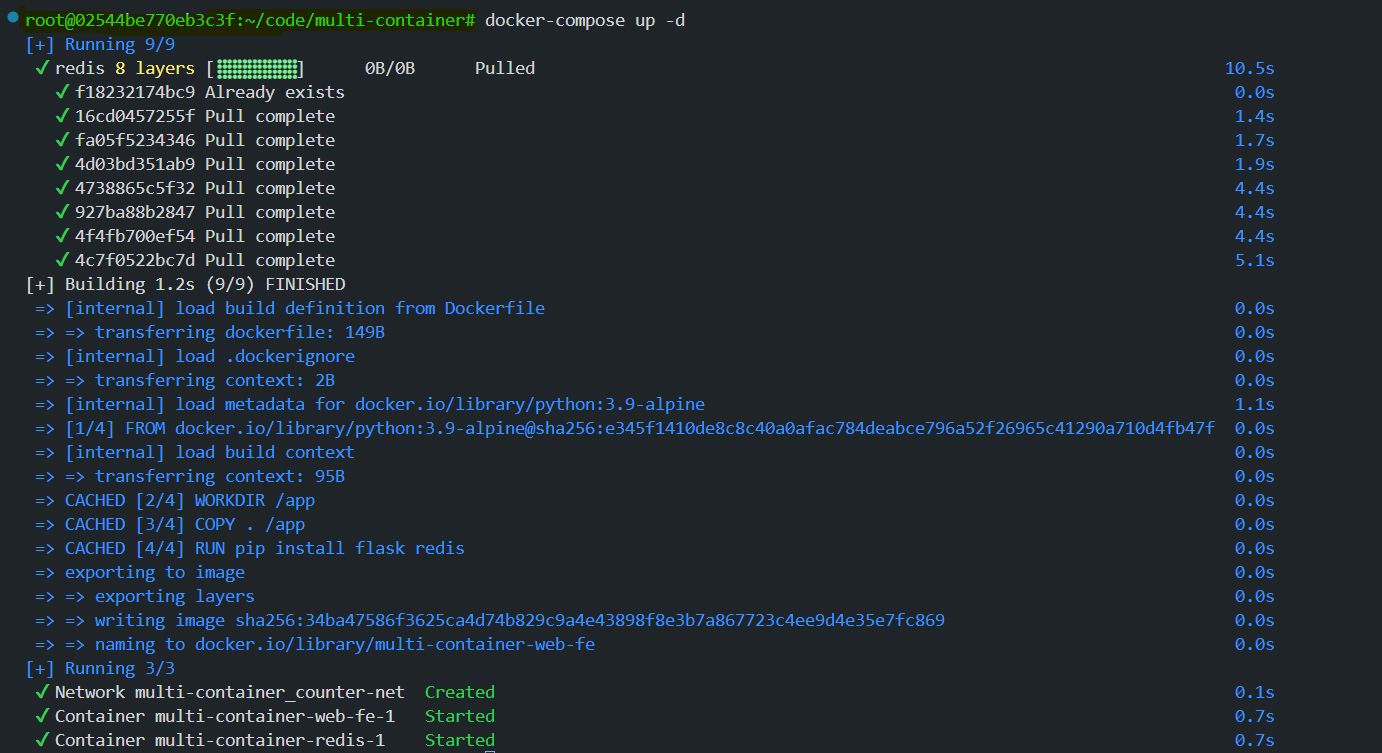 root@02544be770eb3c3f:~/code/multi-container# docker-compose up -d
[+] Running 9/9
✓ redis 8 layers [⣿⣿⣿⣿⣿⣿⣿⣿] 0B/0B Pulled 10.5s
✓ f18232174bc9 Already exists 0.0s
✓ 16cd0457255f Pull complete 1.4s
✓ fa05f5234346 Pull complete 1.7s
✓ 4d03bd351ab9 Pull complete 1.9s
✓ 4738865c5f32 Pull complete 4.4s
✓ 927ba88b2847 Pull complete 4.4s
✓ 4f4fb700ef54 Pull complete 4.4s
✓ 4c7f0522bc7d Pull complete 5.1s
[+] Building 1.2s (9/9) FINISHED
=> [internal] load build definition from Dockerfile 0.0s
=> => transferring dockerfile: 149B 0.0s
=> [internal] load .dockerignore 0.0s
=> => transferring context: 2B 0.0s
=> [internal] load metadata for docker.io/library/python:3.9-alpine 1.1s
=> [1/4] FROM docker.io/library/python:3.9-alpine@sha256:e345f1410de8c8c40a0afac784deabce796a52f26965c41290a710d4fb47f 0.0s
=> [internal] load build context 0.0s
=> => transferring context: 95B 0.0s
=> CACHED [2/4] WORKDIR /app 0.0s
=> CACHED [3/4] COPY . /app 0.0s
=> CACHED [4/4] RUN pip install flask redis 0.0s
=> exporting to image 0.0s
=> => exporting layers 0.0s
=> => writing image sha256:34ba47586f3625ca4d74b829c9a4e43898f8e3b7a867723c4ee9d4e35e7fc869 0.0s
=> => naming to docker.io/library/multi-container-web-fe 0.0s
[+] Running 3/3
✓ Network multi-container_counter-net Created 0.1s
✓ Container multi-container-web-fe-1 Started 0.7s
✓ Container multi-container-redis-1 Started 0.7s